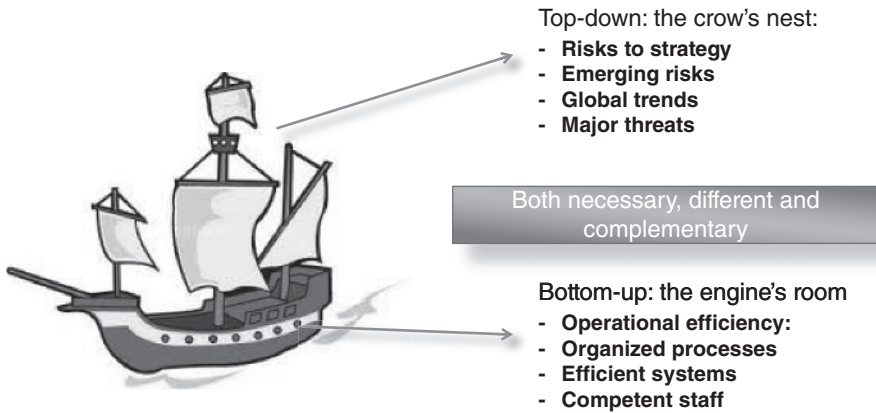 Top-down: the crow's nest:
- Risks to strategy
- Emerging risks
- Global trends
- Major threats
Both necessary, different and
complementary
Bottom-up: the engine's room
- Operational efficiency:
- Organized processes
- Efficient systems
- Competent staff